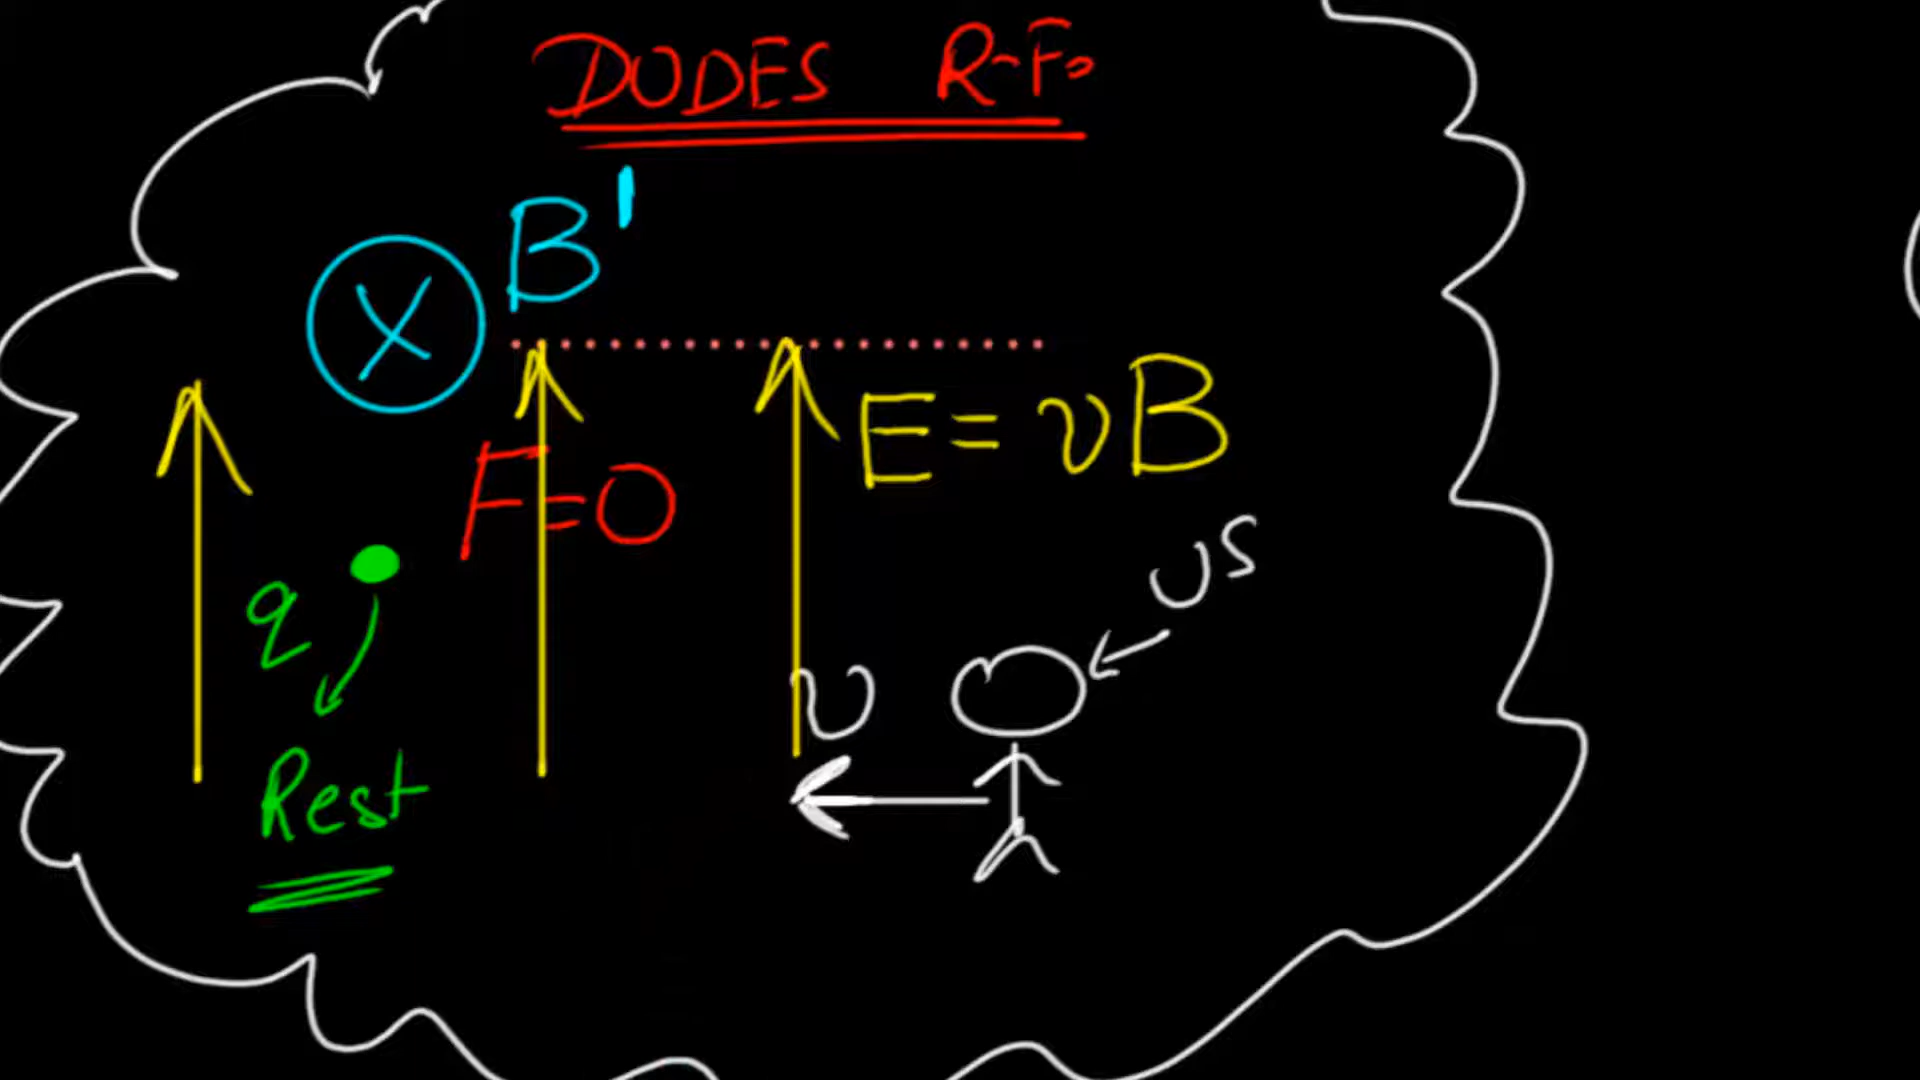 DUDES R.F.
X B'
E = vB
F=0
US
q
v
Rest